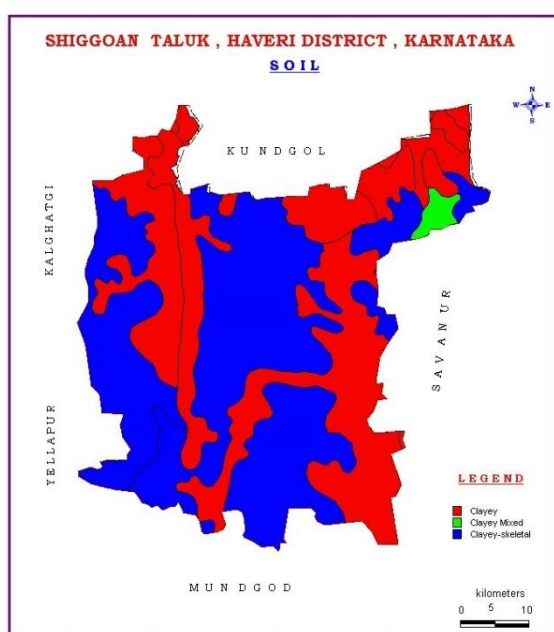 SHIGGOAN TALUK , HAVERI DISTRICT , KARNATAKA
SOIL
N
W E
S
KUNDGOL
KALGHATGI
SAVANUR
YELLAPUR
LEGEND
Clayey
Clayey Mixed
Clayey-skeletal
MUNDGOD
kilometers
0 5 10